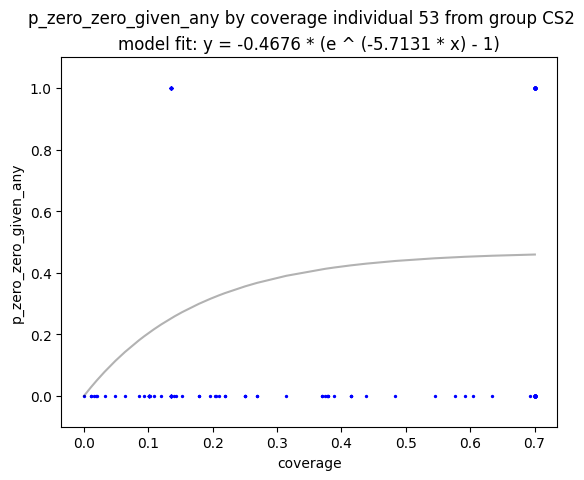 p_zero_zero_given_any by coverage individual 53 from group CS2
model fit: y = -0.4676 * (e ^ (-5.7131 * x) - 1)
1.0
0.8
0.6
0.4
0.2
0.0
p_zero_zero_given_any
0.0 0.1 0.2 0.3 0.4 0.5 0.6 0.7
coverage